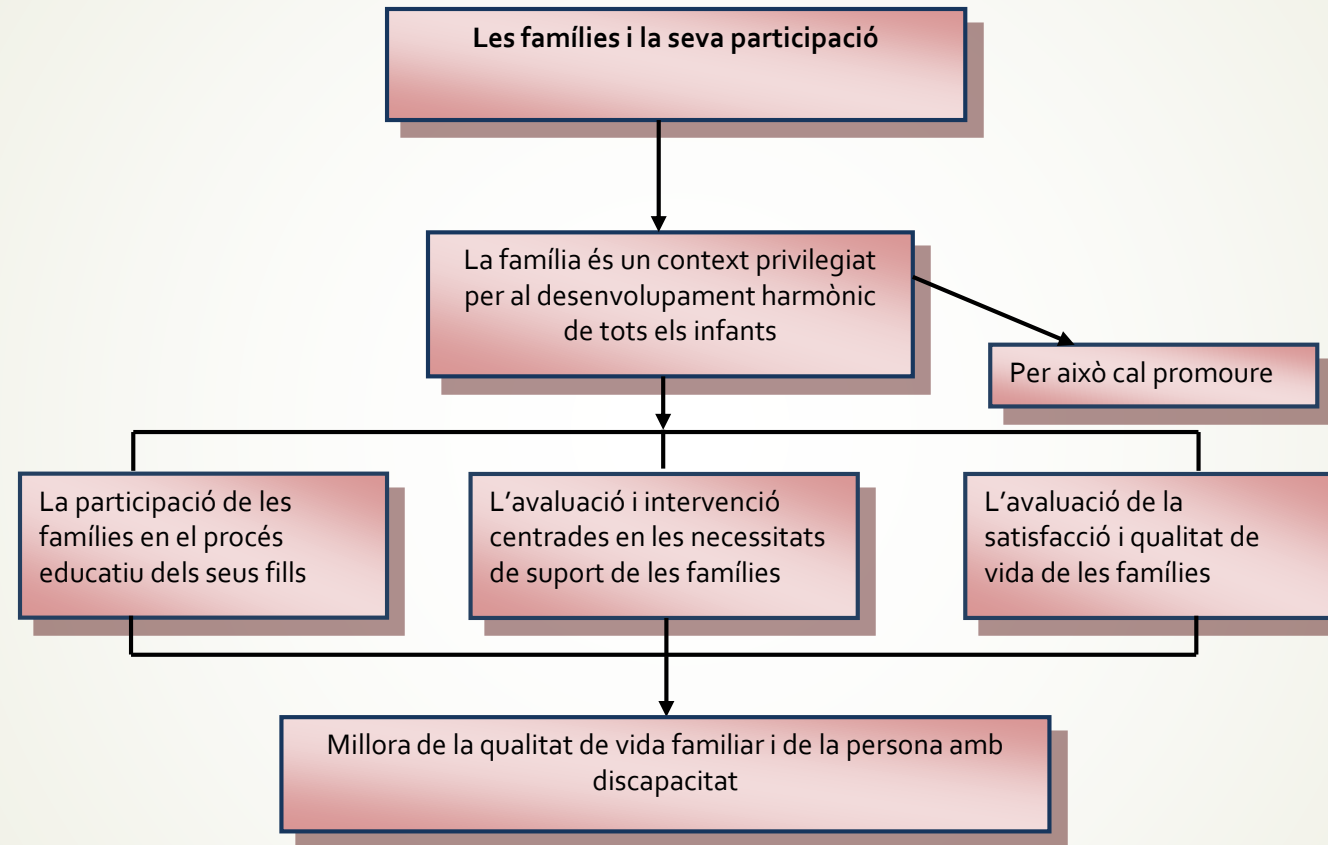 Les famílies i la seva participació
La família és un context privilegiat
per al desenvolupament harmònic
de tots els infants
Per això cal promoure
La participació de les
famílies en el procés
educatiu dels seus fills
L’avaluació i intervenció
centrades en les necessitats
de suport de les famílies
L’avaluació de la
satisfacció i qualitat de
vida de les famílies
Millora de la qualitat de vida familiar i de la persona amb
discapacitat